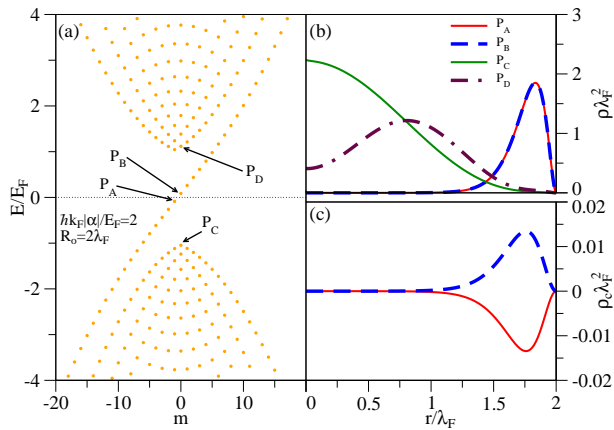 (a)
4
2
0
-2
-4
E/E_F
-20
-10
0
10
m
P_B
P_A
P_D
P_C
ħk_F|α|/E_F=2
R_o=2λ_F
(b)
P_A
P_B
P_C
P_D
3
2
1
0
ρλ_F^2
(c)
0.02
0.01
0.00
-0.01
-0.02
ρ_cλ_F^2
0
0.5
1
1.5
2
r/λ_F